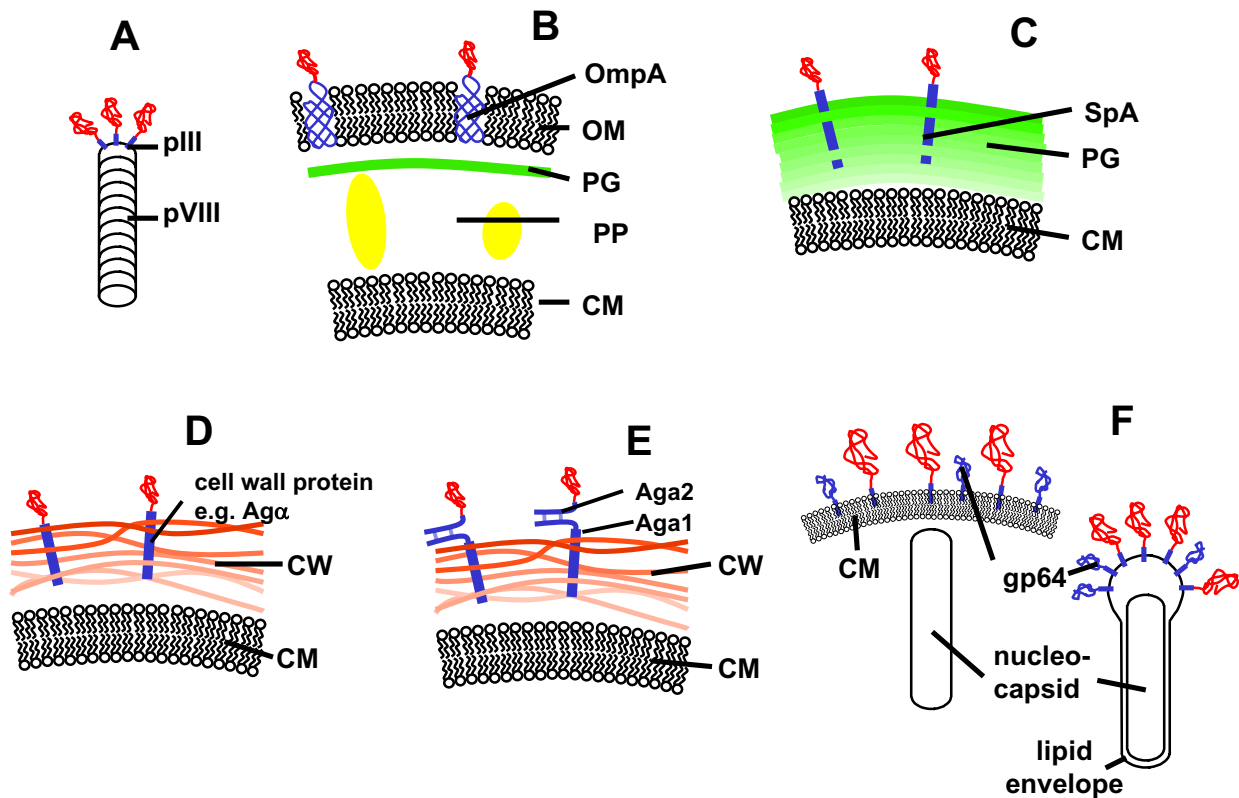 A
pIII
pVIII
B
OmpA
OM
PG
PP
CM
C
SpA
PG
CM
D
cell wall protein
e.g. Agα
CW
CM
E
Aga2
Aga1
CW
CM
F
CM
gp64
nucleo-
capsid
lipid
envelope